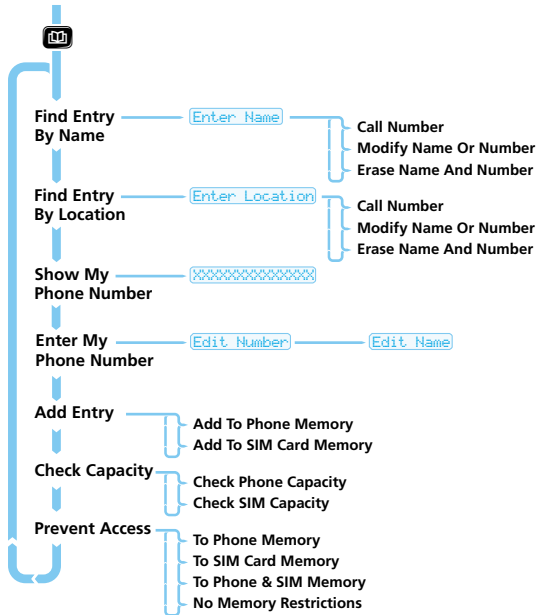 Find Entry
By Name
Enter Name
Call Number
Modify Name Or Number
Erase Name And Number
Find Entry
By Location
Enter Location
Call Number
Modify Name Or Number
Erase Name And Number
Show My
Phone Number
XXXXXXXXXXXXXX
Enter My
Phone Number
Edit Number
Edit Name
Add Entry
Add To Phone Memory
Add To SIM Card Memory
Check Capacity
Check Phone Capacity
Check SIM Capacity
Prevent Access
To Phone Memory
To SIM Card Memory
To Phone & SIM Memory
No Memory Restrictions